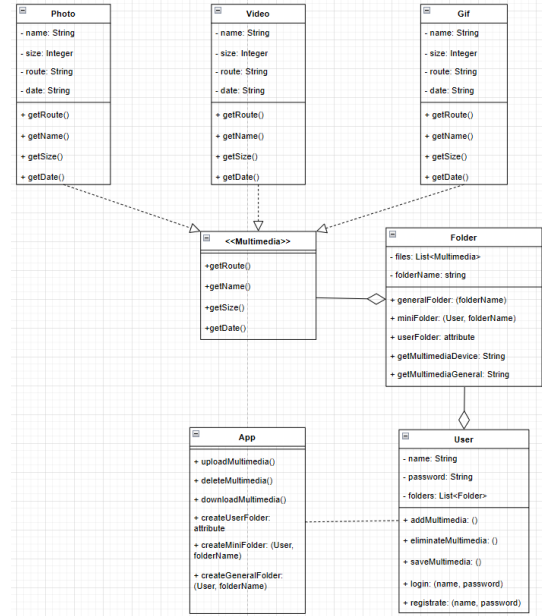 Photo
- name: String
- size: Integer
- route: String
- date: String
+ getRoute()
+ getName()
+ getSize()
+ getDate()
Video
- name: String
- size: Integer
- route: String
- date: String
+ getRoute()
+ getName()
+ getSize()
+ getDate()
Gif
- name: String
- size: Integer
- route: String
- date: String
+ getRoute()
+ getName()
+ getSize()
+ getDate()
<<Multimedia>>
+getRoute()
+getName()
+getSize()
+getDate()
Folder
- files: List<Multimedia>
- folderName: string
+ generalFolder: (folderName)
+ miniFolder: (User, folderName)
+ userFolder: attribute
+ getMultimediaDevice: String
+ getMultimediaGeneral: String
App
+ uploadMultimedia()
+ deleteMultimedia()
+ downloadMultimedia()
+ createUserFolder:
attribute
+ createMiniFolder: (User,
folderName)
+ createGeneralFolder:
(User, folderName)
User
- name: String
- password: String
- folders: List<Folder>
+ addMultimedia: ()
+ eliminateMultimedia: ()
+ saveMultimedia: ()
+ login: (name, password)
+ registrate: (name, password)